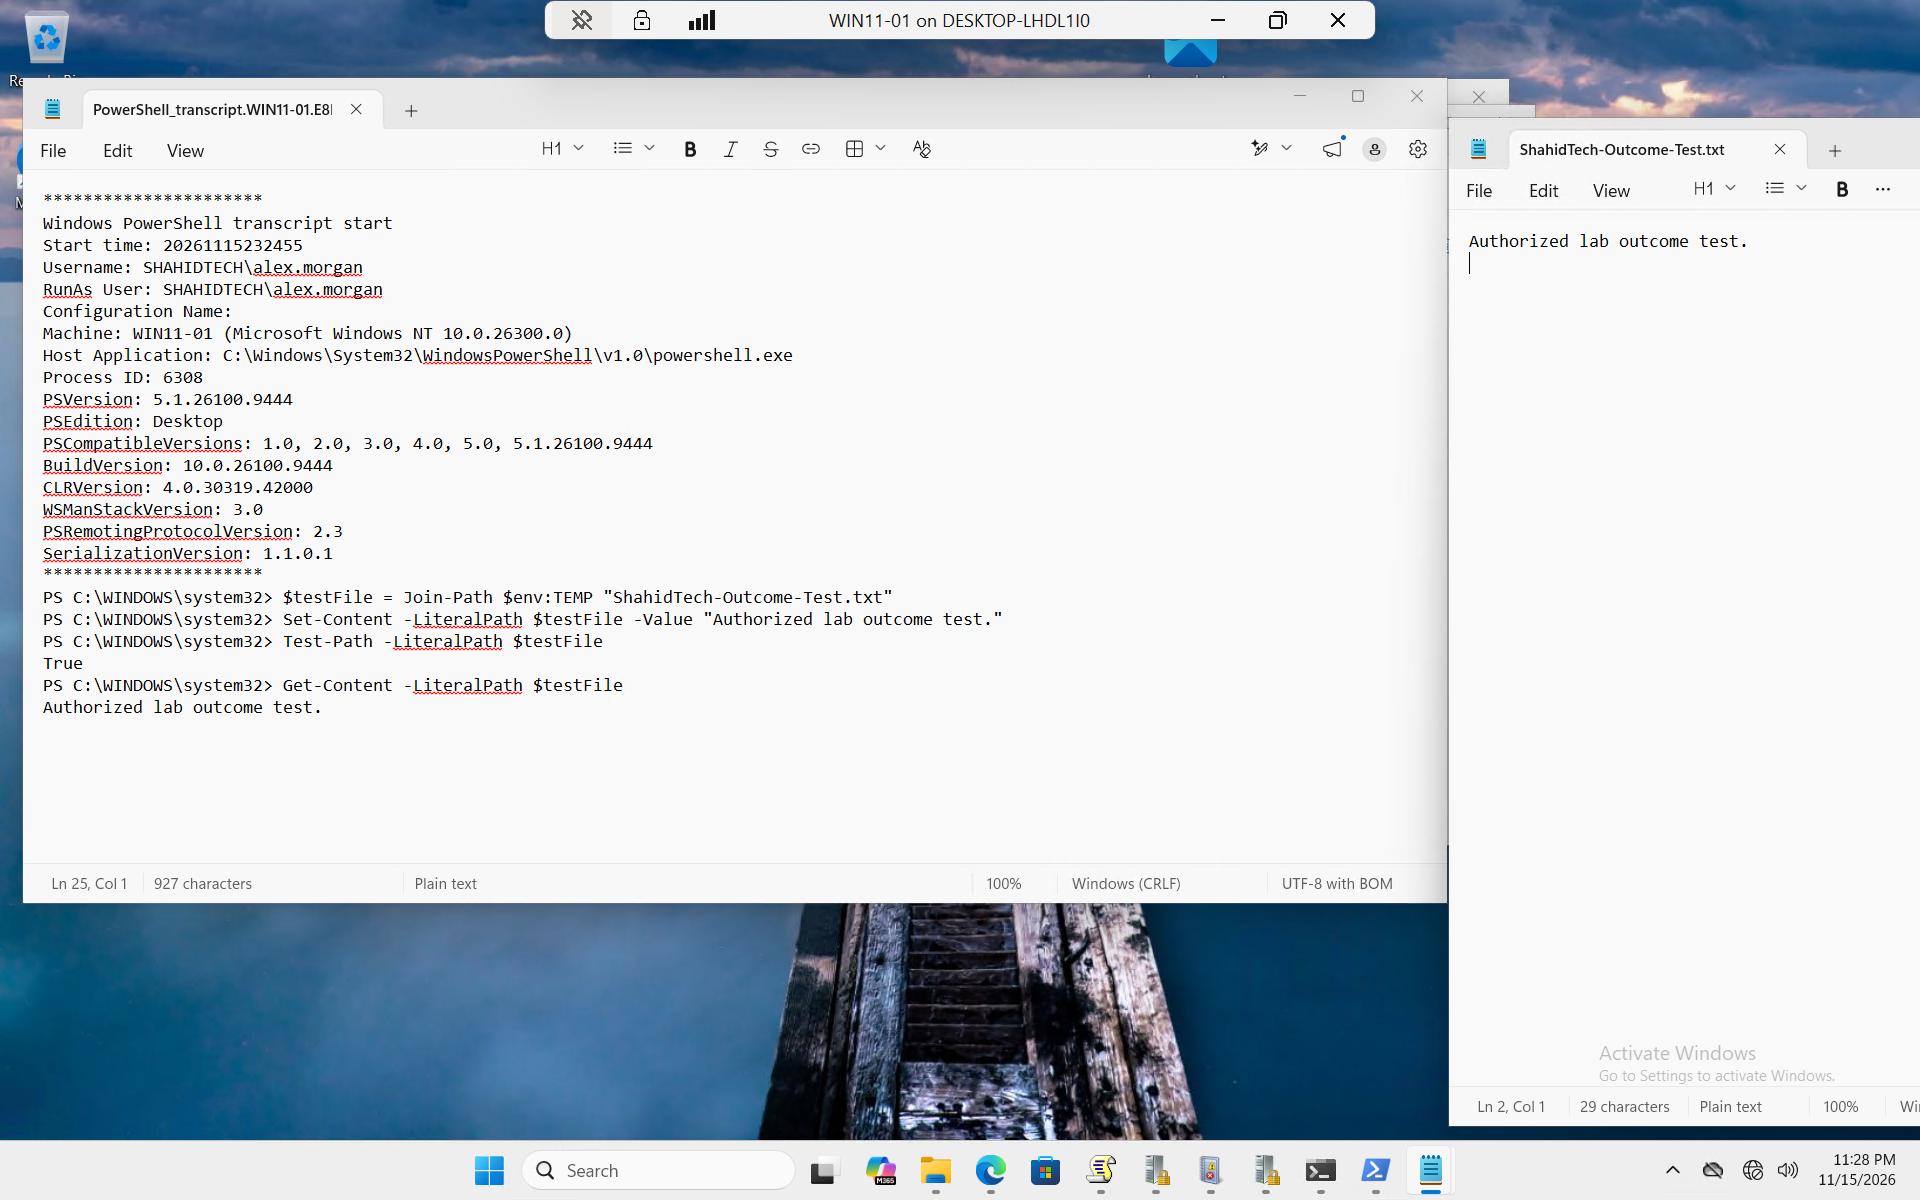 WIN11-01 on DESKTOP-LHDL1I0
PowerShell_transcript.WIN11-01.E8
File Edit View
H1
**********************
Windows PowerShell transcript start
Start time: 20261115232455
Username: SHAHIDTECH\alex.morgan
RunAs User: SHAHIDTECH\alex.morgan
Configuration Name:
Machine: WIN11-01 (Microsoft Windows NT 10.0.26300.0)
Host Application: C:\Windows\System32\WindowsPowerShell\v1.0\powershell.exe
Process ID: 6308
PSVersion: 5.1.26100.9444
PSEdition: Desktop
PSCompatibleVersions: 1.0, 2.0, 3.0, 4.0, 5.0, 5.1.26100.9444
BuildVersion: 10.0.26100.9444
CLRVersion: 4.0.30319.42000
WSManStackVersion: 3.0
PSRemotingProtocolVersion: 2.3
SerializationVersion: 1.1.0.1
**********************
PS C:\WINDOWS\system32> $testFile = Join-Path $env:TEMP "ShahidTech-Outcome-Test.txt"
PS C:\WINDOWS\system32> Set-Content -LiteralPath $testFile -Value "Authorized lab outcome test."
PS C:\WINDOWS\system32> Test-Path -LiteralPath $testFile
True
PS C:\WINDOWS\system32> Get-Content -LiteralPath $testFile
Authorized lab outcome test.
Ln 25, Col 1 927 characters Plain text 100% Windows (CRLF) UTF-8 with BOM
ShahidTech-Outcome-Test.txt
File Edit View H1 B
Authorized lab outcome test.
Activate Windows
Go to Settings to activate Windows.
Ln 2, Col 1 29 characters Plain text 100%
Search
M365
11:28 PM
11/15/2026